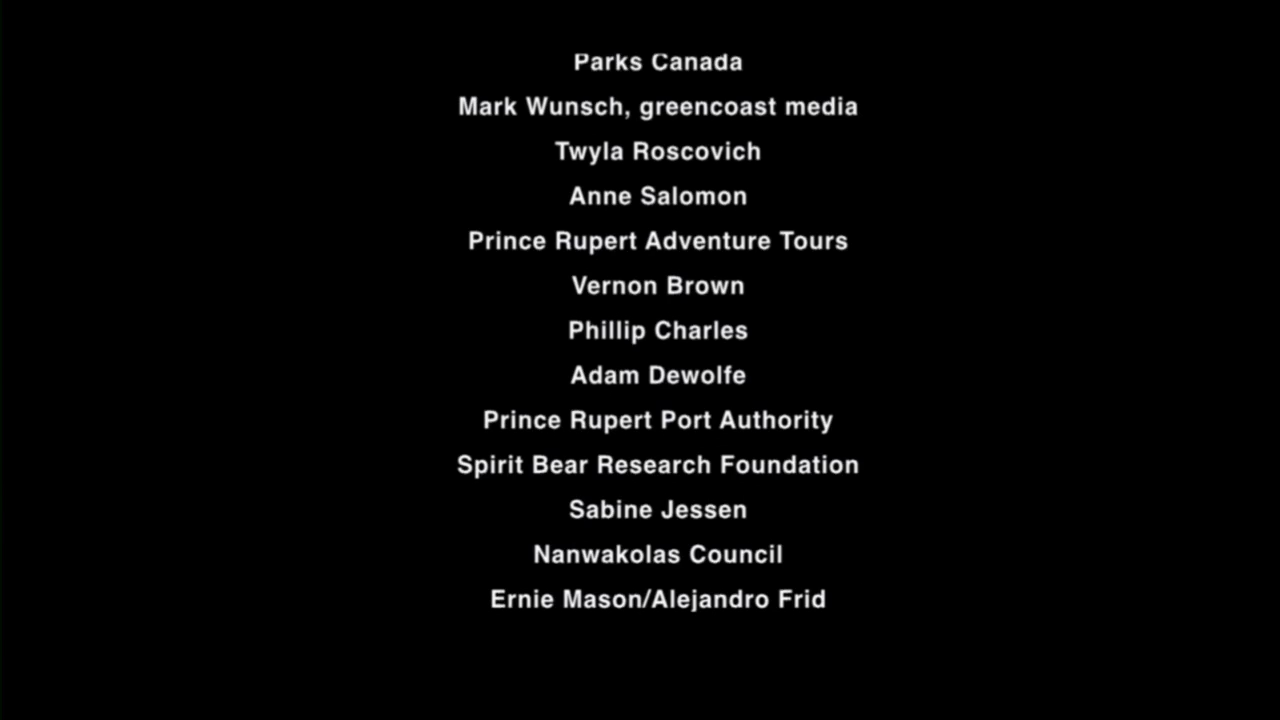 Parks Canada
Mark Wunsch, greencoast media
Twyla Roscovich
Anne Salomon
Prince Rupert Adventure Tours
Vernon Brown
Phillip Charles
Adam Dewolfe
Prince Rupert Port Authority
Spirit Bear Research Foundation
Sabine Jessen
Nanwakolas Council
Ernie Mason/Alejandro Frid